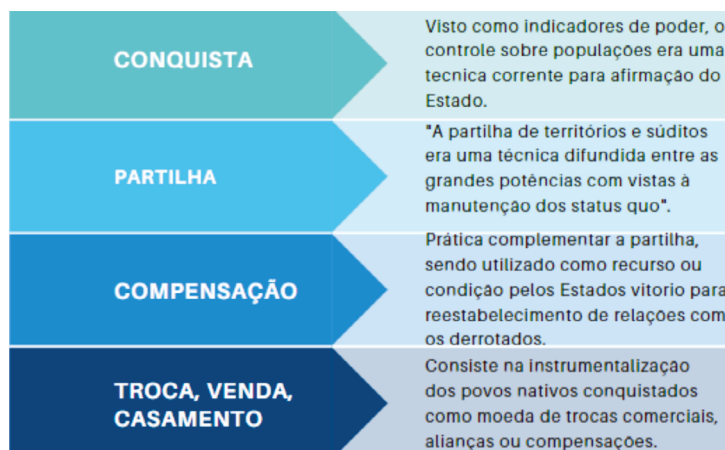 CONQUISTA
Visto como indicadores de poder, o
controle sobre populações era uma
tecnica corrente para afirmação do
Estado.
PARTILHA
"A partilha de territórios e súditos
era uma técnica difundida entre as
grandes potências com vistas à
manutenção dos status quo".
COMPENSAÇÃO
Prática complementar a partilha,
sendo utilizado como recurso ou
condição pelos Estados vitorio para
reestabelecimento de relações com
os derrotados.
TROCA, VENDA,
CASAMENTO
Consiste na instrumentalização
dos povos nativos conquistados
como moeda de trocas comerciais,
alianças ou compensações.